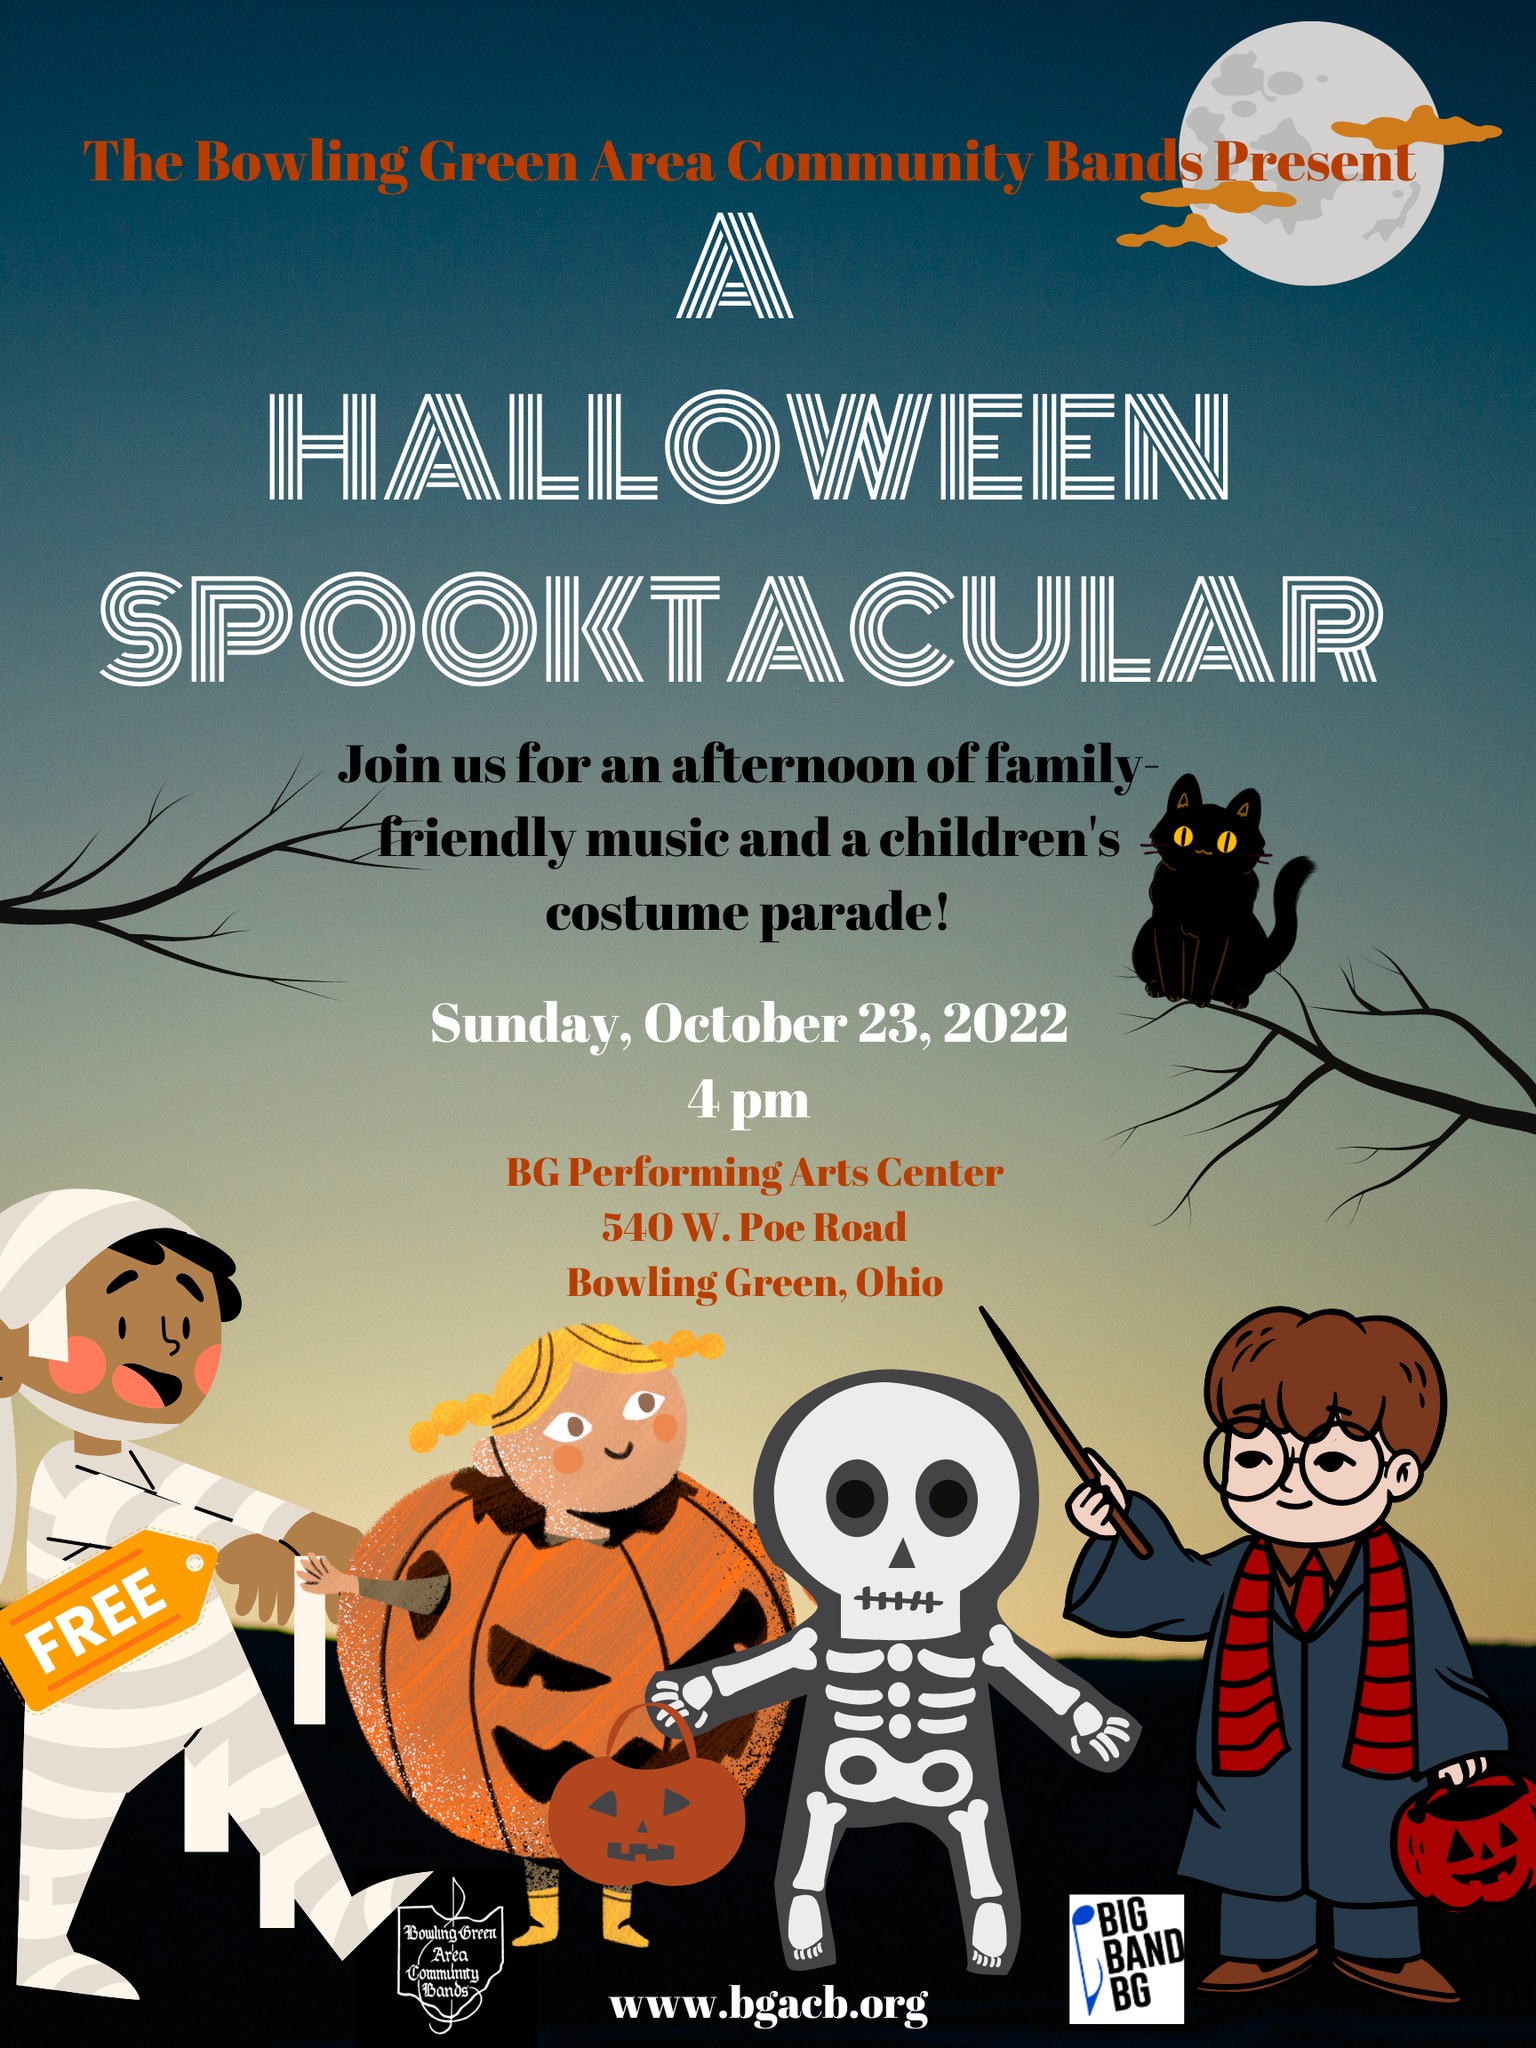 The Bowling Green Area Community Bands Present
A
HALLOWEEN
SPOOKTACULAR
Join us for an afternoon of family-
friendly music and a children's
costume parade!
Sunday, October 23, 2022
4 pm
BG Performing Arts Center
540 W. Poe Road
Bowling Green, Ohio
FREE
Bowling Green
Area
Community
Bands
www.bgacb.org
BIG
BAND
BG